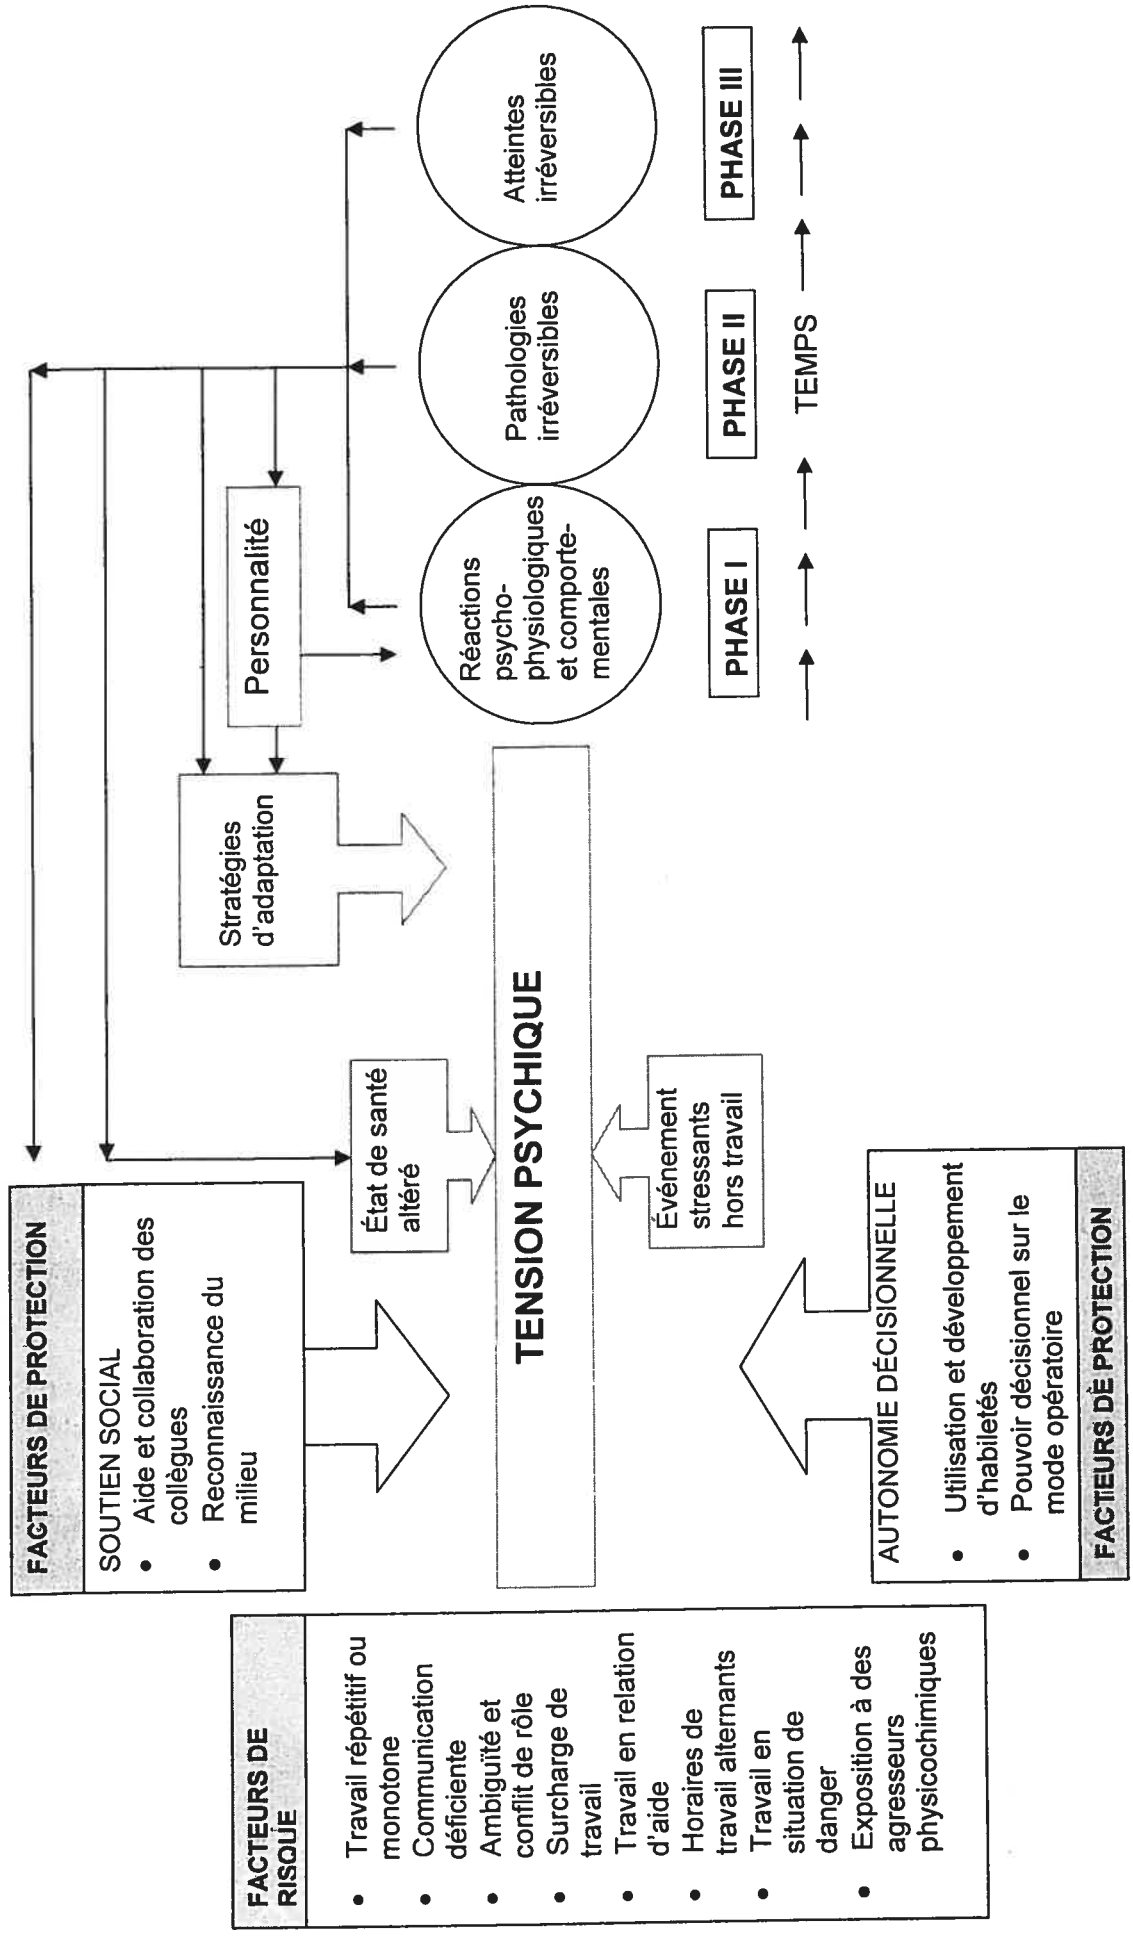 FACTEURS DE
RISQUE
• Travail répétitif ou
monotone
• Communication
déficiente
• Ambiguïté et
conflit de rôle
• Surcharge de
travail
• Travail en relation
d'aide
• Horaires de
travail alternants
• Travail en
situation de
danger
• Exposition à des
agresseurs
physicochimiques
FACTEURS DE PROTECTION
SOUTIEN SOCIAL
• Aide et collaboration des
collègues
• Reconnaissance du
milieu
État de santé
altéré
Stratégies
d'adaptation
Personnalité
TENSION PSYCHIQUE
Événement
stressants
hors travail
AUTONOMIE DÉCISIONNELLE
• Utilisation et développement
d'habiletés
• Pouvoir décisionnel sur le
mode opératoire
FACTEURS DE PROTECTION
Réactions
psycho-
physiologiques
et comporte-
mentales
Pathologies
irréversibles
Atteintes
irréversibles
PHASE I
PHASE II
PHASE III
TEMPS